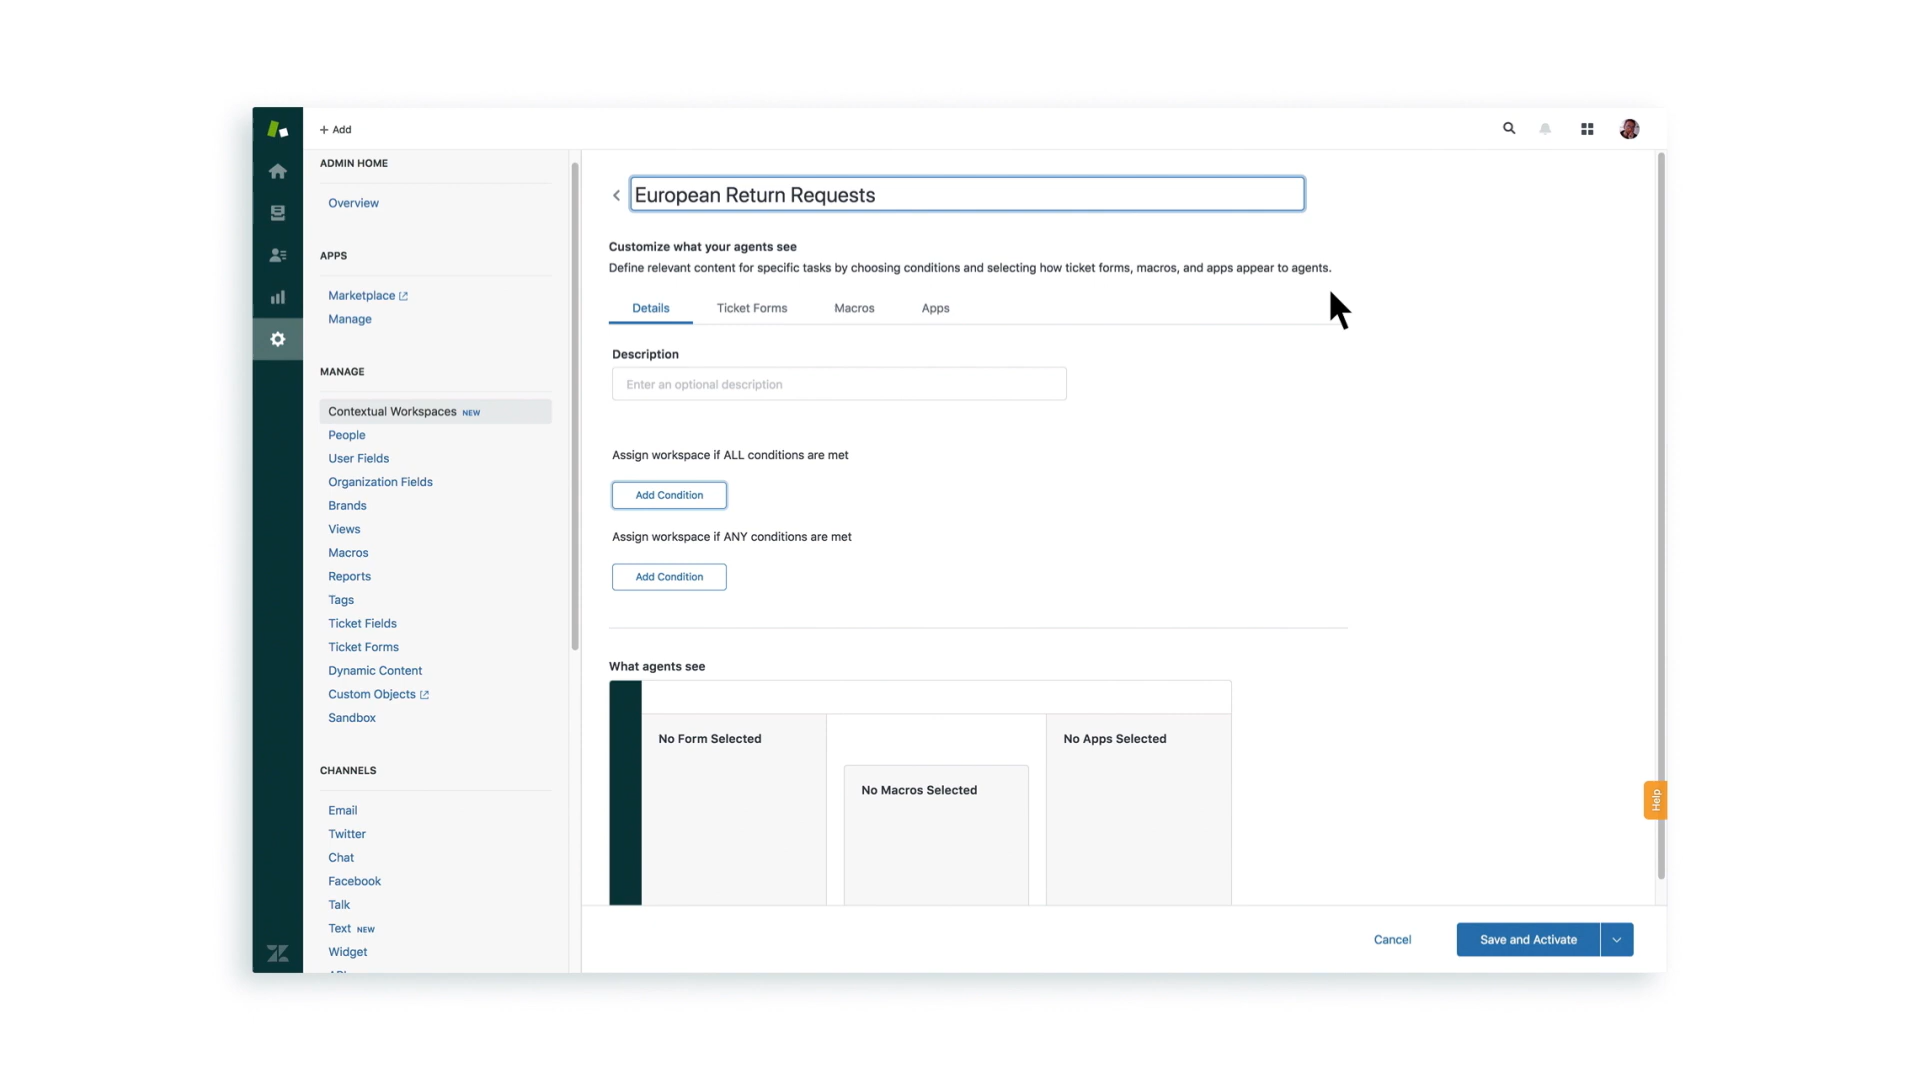 + Add
ADMIN HOME
Overview
APPS
Marketplace
Manage
MANAGE
Contextual Workspaces NEW
People
User Fields
Organization Fields
Brands
Views
Macros
Reports
Tags
Ticket Fields
Ticket Forms
Dynamic Content
Custom Objects
Sandbox
CHANNELS
Email
Twitter
Chat
Facebook
Talk
Text NEW
Widget
European Return Requests
Customize what your agents see
Define relevant content for specific tasks by choosing conditions and selecting how ticket forms, macros, and apps appear to agents.
Details Ticket Forms Macros Apps
Description
Enter an optional description
Assign workspace if ALL conditions are met
Add Condition
Assign workspace if ANY conditions are met
Add Condition
What agents see
No Form Selected
No Macros Selected
No Apps Selected
Help
Cancel
Save and Activate